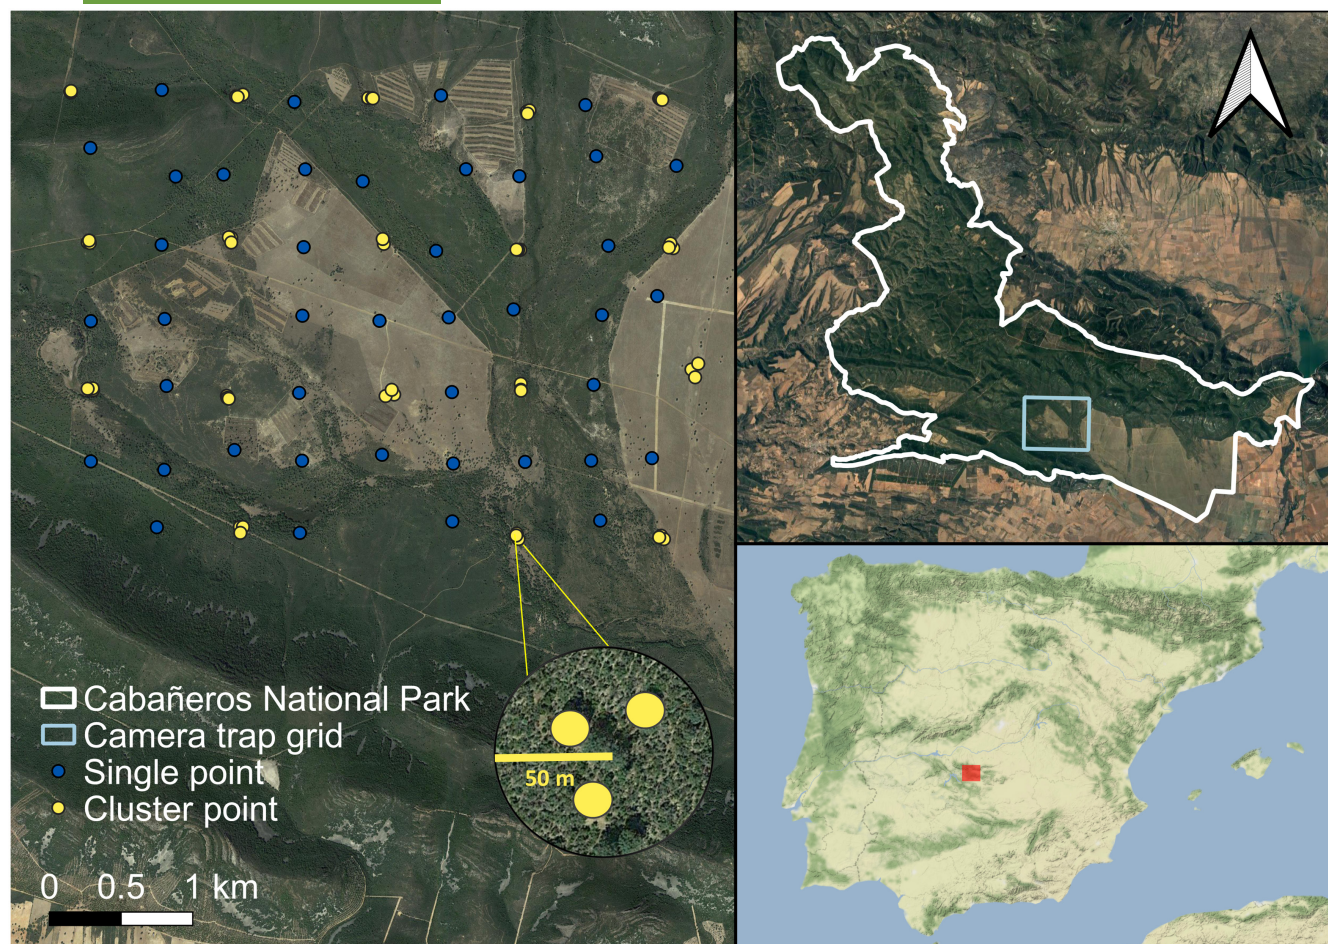 Cabañeros National Park
Camera trap grid
Single point
Cluster point
50 m
0 0.5 1 km